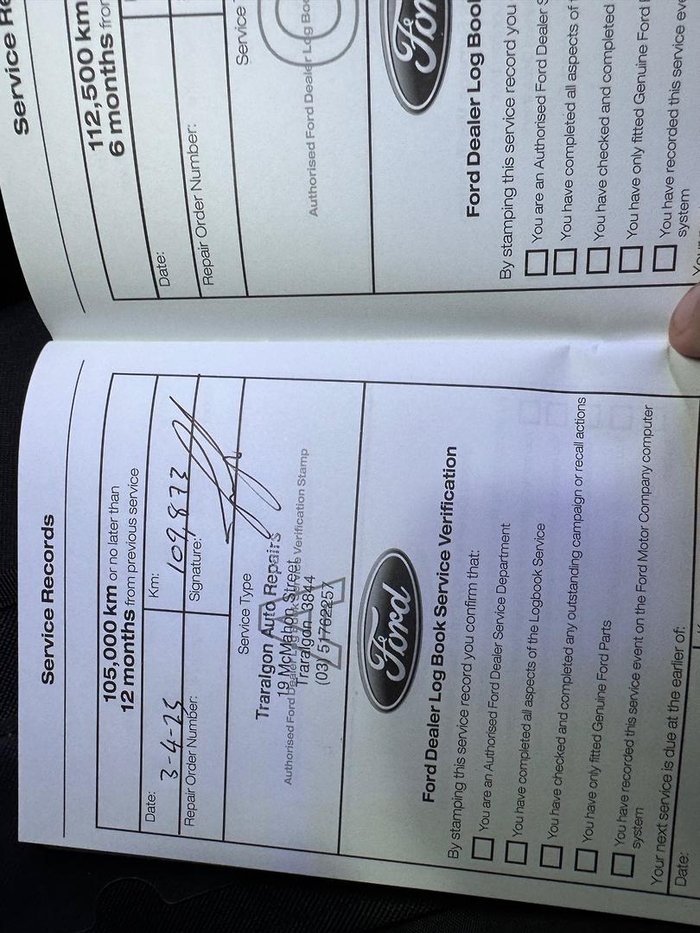 Service Records
105,000 km or no later than
12 months from previous service
Date: 3-4-25 Km: 109,873
Repair Order Number: Signature:
Service Type
Traralgon Auto Repairs
19 McMahon Street
Authorised Ford Dealer Log Book Service Verification Stamp
Traralgon 3844
(03) 51762257
Ford
Ford Dealer Log Book Service Verification
By stamping this service record you confirm that:
You are an Authorised Ford Dealer Service Department
You have completed all aspects of the Logbook Service
You have checked and completed any outstanding campaign or recall actions
You have only fitted Genuine Ford Parts
You have recorded this service event on the Ford Motor Company computer
system
Your next service is due at the earlier of:
Date:
Service
112,500 km
6 months
Date:
Repair Order Number:
Service
Authorised Ford Dealer Log
Ford
Ford Dealer Log Book
By stamping this service record you
You are an Authorised Ford Dealer
You have completed all aspects of
You have checked and completed
You have only fitted Genuine Ford
You have recorded this service
system